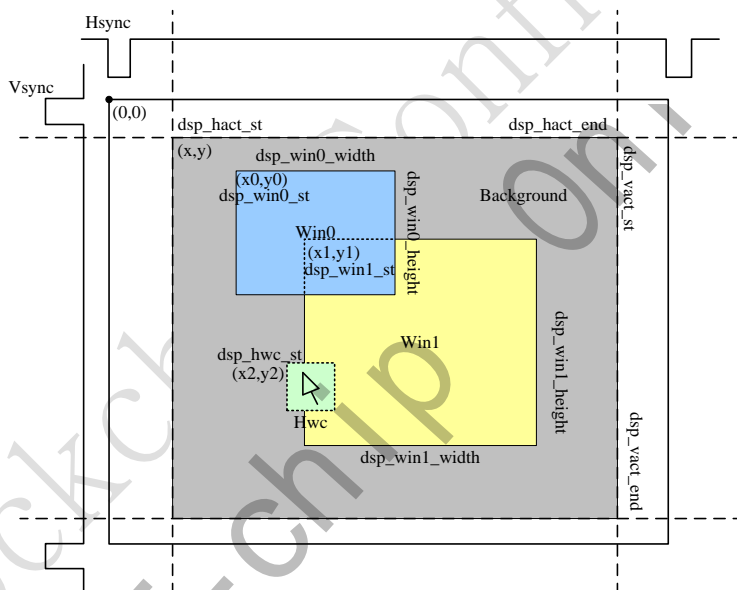 Hsync
Vsync
(0,0)
dsp_hact_st
dsp_hact_end
(x,y)
dsp_win0_width
(x0,y0)
dsp_win0_st
dsp_win0_height
Background
dsp_vact_st
Win0
(x1,y1)
dsp_win1_st
Win1
dsp_win1_height
dsp_hwc_st
(x2,y2)
Hwc
dsp_win1_width
dsp_vact_end